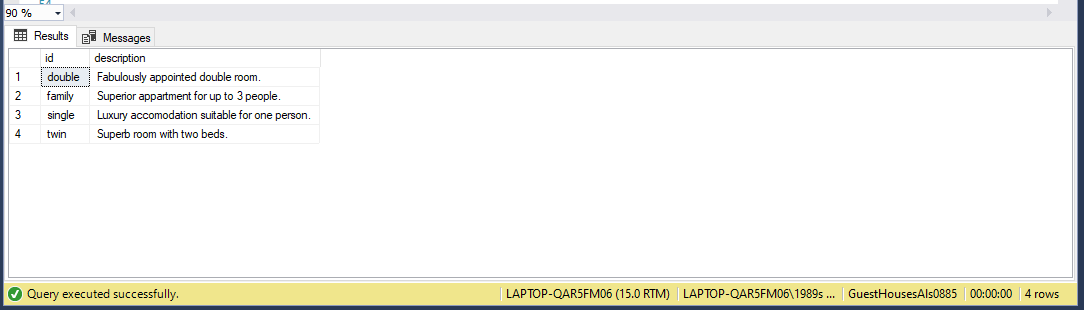 54
90 %
Results Messages
id description
1 double Fabulously appointed double room.
2 family Superior appartment for up to 3 people.
3 single Luxury accomodation suitable for one person.
4 twin Superb room with two beds.
Query executed successfully. LAPTOP-QAR5FM06 (15.0 RTM) LAPTOP-QAR5FM06\1989s ... GuestHousesAls0885 00:00:00 4 rows